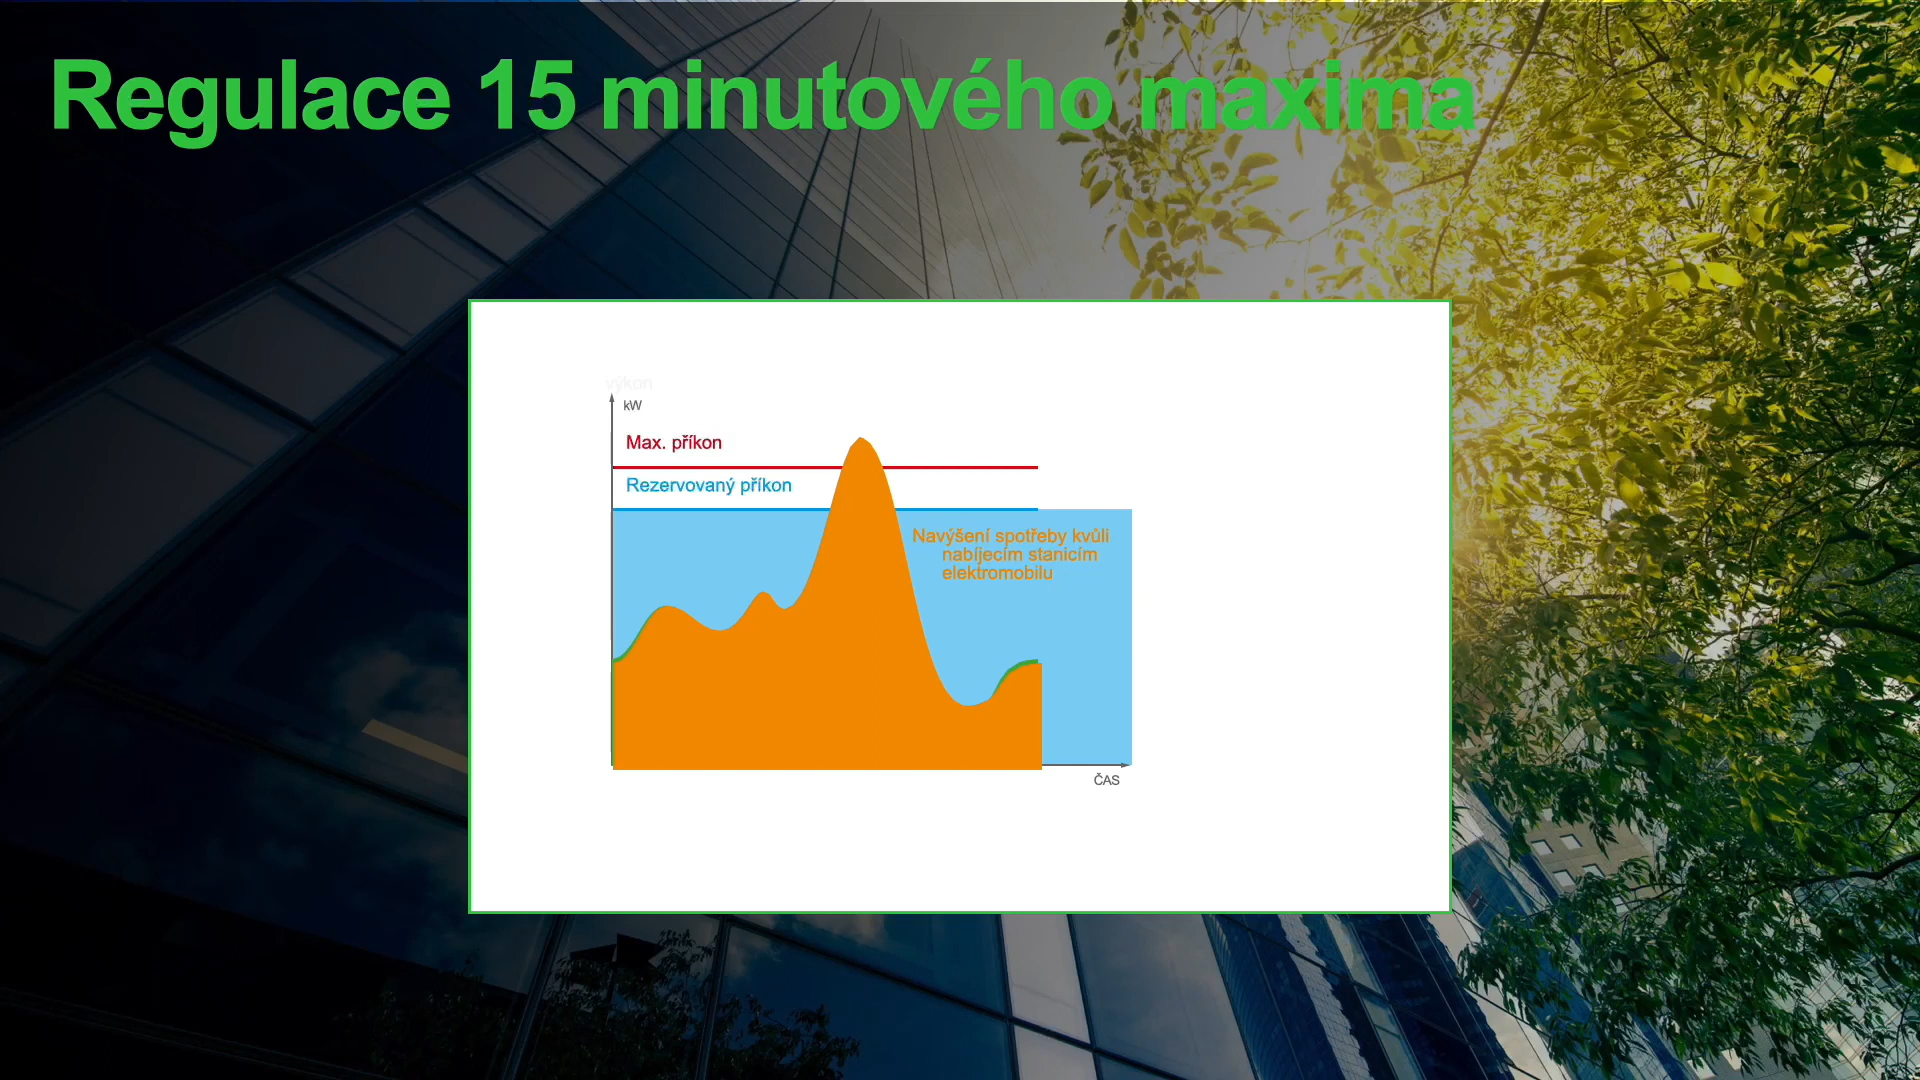 Regulace 15 minutového maxima
výkon
kW
Max. příkon
Rezervovaný příkon
Navýšení spotřeby kvůli
nabíjecím stanicím
elektromobilu
ČAS